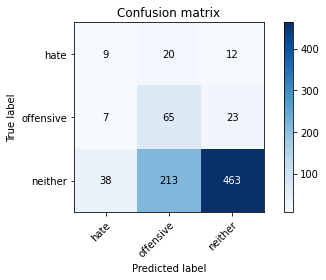 Confusion matrix
hate 9 20 12
offensive 7 65 23
neither 38 213 463
hate offensive neither
True label
Predicted label
400
300
200
100